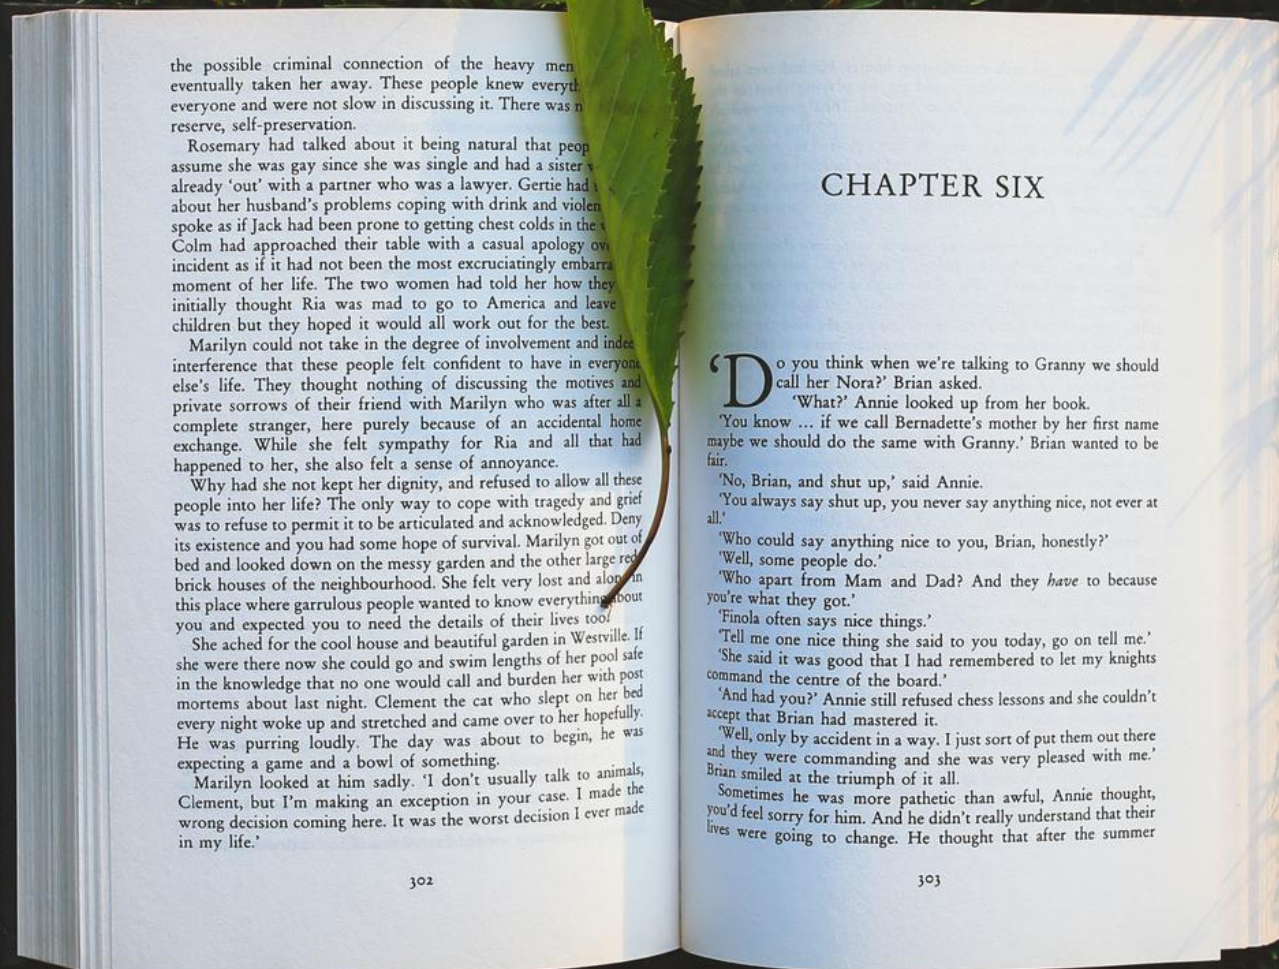 the possible criminal connection of the heavy men
eventually taken her away. These people knew
everyone and were not slow in discussing it. There was
reserve, self-preservation.
Rosemary had talked about it being natural that
assume she was gay since she was single and had a sister
already ‘out’ with a partner who was a lawyer. Gertie had
about her husband’s problems coping with drink and
spoke as if Jack had been prone to getting chest colds in the
Colm had approached their table with a casual apology
incident as if it had not been the most excruciatingly
moment of her life. The two women had told her how they
initially thought Ria was mad to go to America and leave
children but they hoped it would all work out for the best.
Marilyn could not take in the degree of involvement and
interference that these people felt confident to have in everyone
else’s life. They thought nothing of discussing the motives and
private sorrows of their friend with Marilyn who was after all a
complete stranger, here purely because of an accidental home
exchange. While she felt sympathy for Ria and all that had
happened to her, she also felt a sense of annoyance.
Why had she not kept her dignity, and refused to allow all these
people into her life? The only way to cope with tragedy and grief
was to refuse to permit it to be articulated and acknowledged. Deny
its existence and you had some hope of survival. Marilyn got out of
bed and looked down on the messy garden and the other large red
brick houses of the neighbourhood. She felt very lost and alone in
this place where garrulous people wanted to know everything about
you and expected you to need the details of their lives too.
She ached for the cool house and beautiful garden in Westville. If
she were there now she could go and swim lengths of her pool safe
in the knowledge that no one would call and burden her with post
mortems about last night. Clement the cat who slept on her bed
every night woke up and stretched and came over to her hopefully.
He was purring loudly. The day was about to begin, he was
expecting a game and a bowl of something.
Marilyn looked at him sadly. ‘I don’t usually talk to animals,
Clement, but I’m making an exception in your case. I made the
wrong decision coming here. It was the worst decision I ever made
in my life.’
302
CHAPTER SIX
‘Do you think when we’re talking to Granny we should
call her Nora?’ Brian asked.
‘What?’ Annie looked up from her book.
‘You know ... if we call Bernadette’s mother by her first name
maybe we should do the same with Granny.’ Brian wanted to be
fair.
‘No, Brian, and shut up,’ said Annie.
‘You always say shut up, you never say anything nice, not ever at
all.’
‘Who could say anything nice to you, Brian, honestly?’
‘Well, some people do.’
‘Who apart from Mam and Dad? And they have to because
you’re what they got.’
‘Finola often says nice things.’
‘Tell me one nice thing she said to you today, go on tell me.’
‘She said it was good that I had remembered to let my knights
command the centre of the board.’
‘And had you?’ Annie still refused chess lessons and she couldn’t
accept that Brian had mastered it.
‘Well, only by accident in a way. I just sort of put them out there
and they were commanding and she was very pleased with me.’
Brian smiled at the triumph of it all.
Sometimes he was more pathetic than awful, Annie thought,
you’d feel sorry for him. And he didn’t really understand that their
lives were going to change. He thought that after the summer
303